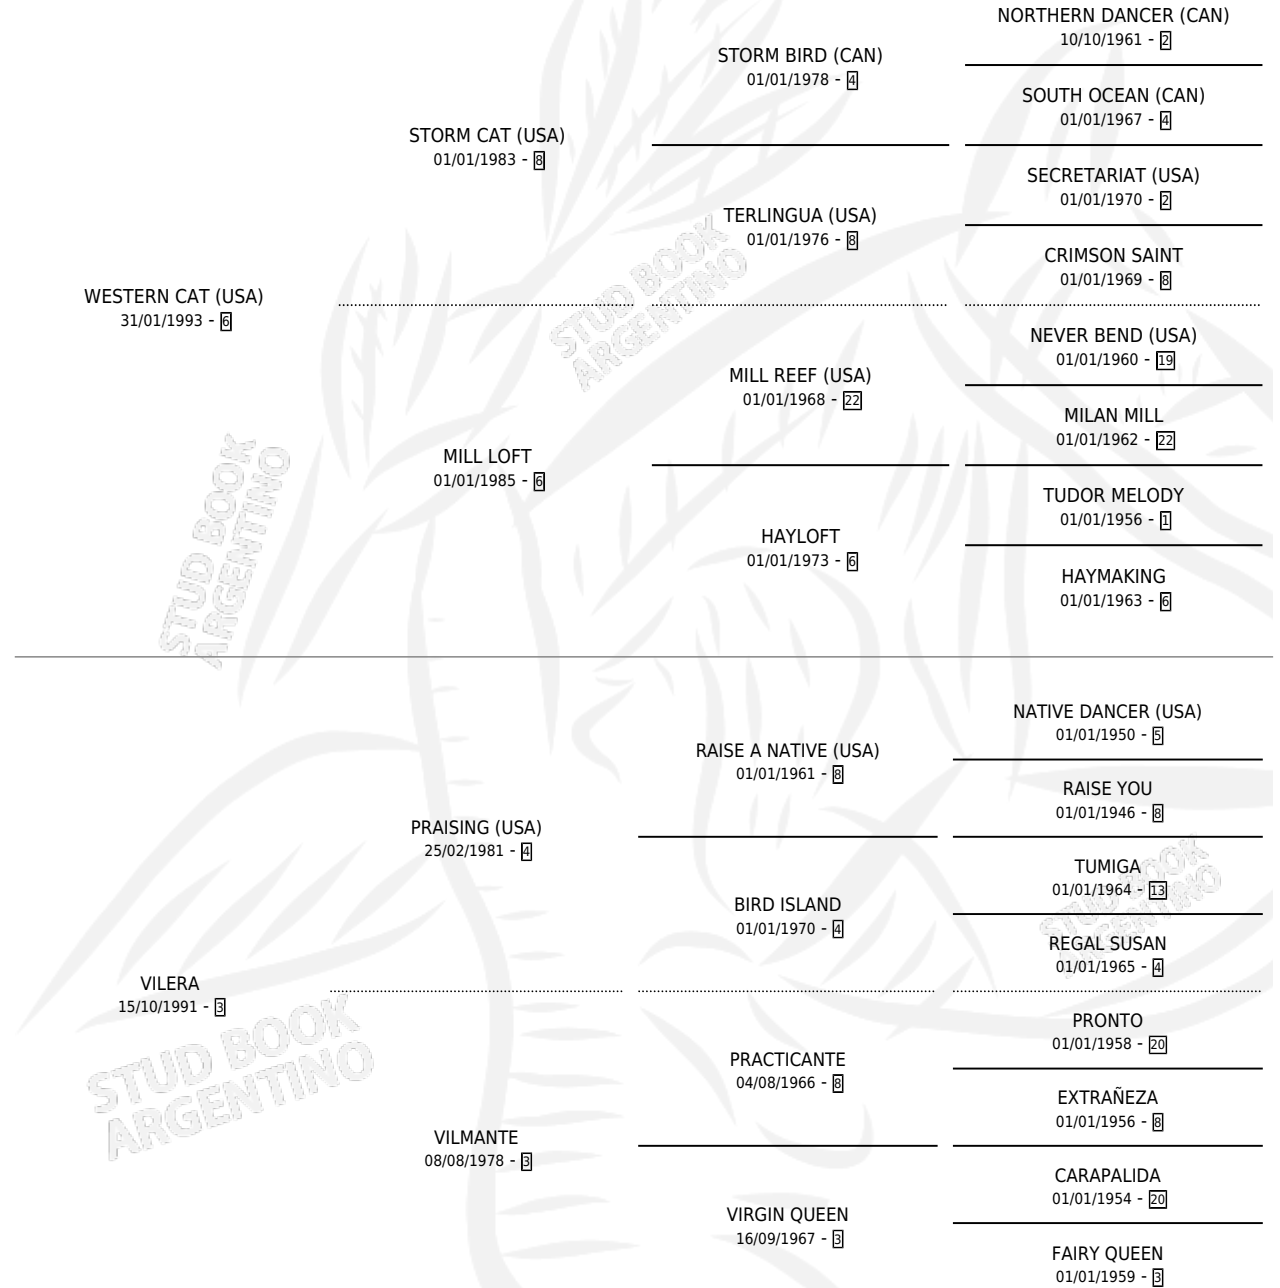 NORTHERN DANCER (CAN)
10/10/1961 - 2
STORM BIRD (CAN)
01/01/1978 - 4
SOUTH OCEAN (CAN)
01/01/1967 - 4
STORM CAT (USA)
01/01/1983 - 8
SECRETARIAT (USA)
01/01/1970 - 2
TERLINGUA (USA)
01/01/1976 - 8
CRIMSON SAINT
01/01/1969 - 8
WESTERN CAT (USA)
31/01/1993 - 6
NEVER BEND (USA)
01/01/1960 - 19
MILL REEF (USA)
01/01/1968 - 22
MILAN MILL
01/01/1962 - 22
MILL LOFT
01/01/1985 - 6
TUDOR MELODY
01/01/1956 - 1
HAYLOFT
01/01/1973 - 6
HAYMAKING
01/01/1963 - 6
NATIVE DANCER (USA)
01/01/1950 - 5
RAISE A NATIVE (USA)
01/01/1961 - 8
RAISE YOU
01/01/1946 - 8
PRAISING (USA)
25/02/1981 - 4
TUMIGA
01/01/1964 - 13
BIRD ISLAND
01/01/1970 - 4
REGAL SUSAN
01/01/1965 - 4
VILERA
15/10/1991 - 3
PRONTO
01/01/1958 - 20
PRACTICANTE
04/08/1966 - 8
EXTRAÑEZA
01/01/1956 - 8
VILMANTE
08/08/1978 - 3
CARAPALIDA
01/01/1954 - 20
VIRGIN QUEEN
16/09/1967 - 3
FAIRY QUEEN
01/01/1959 - 3
STUD BOOK
ARGENTINO
STUD BOOK
ARGENTINO
STUD BOOK
ARGENTINO
STUD BOOK
ARGENTINO